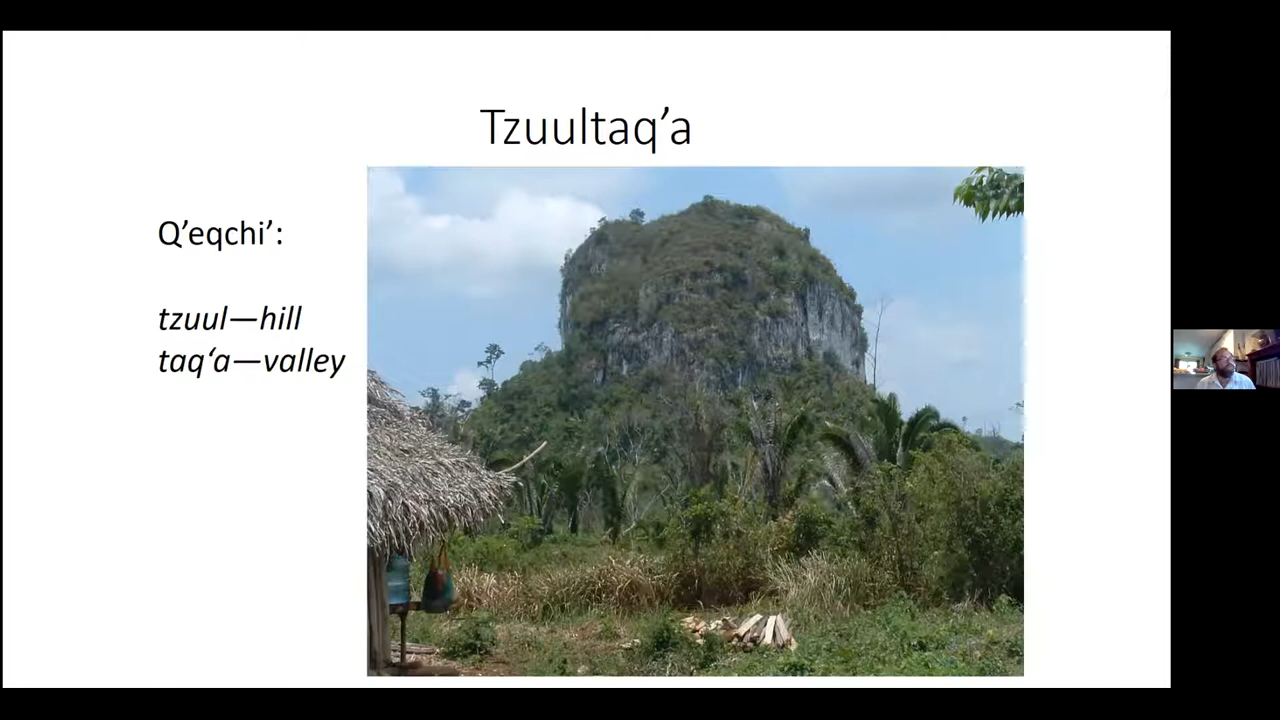 Tzuultaq’a
Q’eqchi’:
tzuul—hill
taq‘a—valley